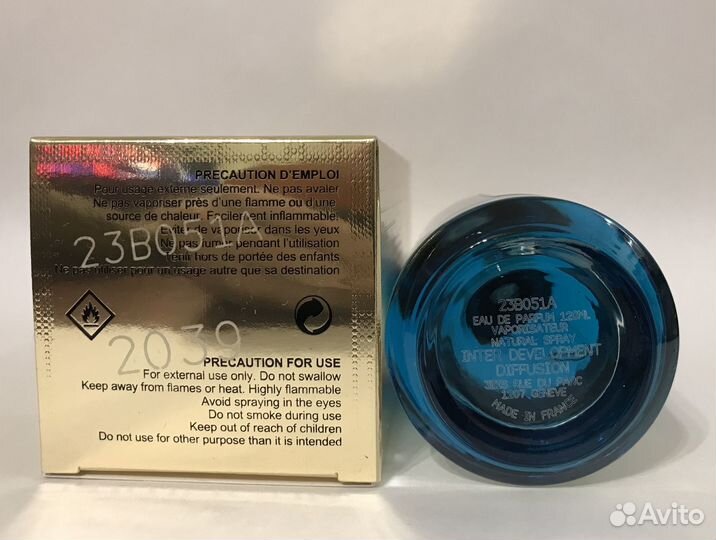 PRECAUTION D'EMPLOI
Pour usage externe seulement. Ne pas avaler
Ne pas vaporiser près d'une flamme ou d'une
source de chaleur. Facilement inflammable.
Eviter de vaporiser dans les yeux
Ne pas fumer pendant l'utilisation
Tenir hors de portée des enfants
Ne pas utiliser pour un usage autre que sa destination
23B051A
2030
PRECAUTION FOR USE
For external use only. Do not swallow
Keep away from flames or heat. Highly flammable
Avoid spraying in the eyes
Do not smoke during use
Keep out of reach of children
Do not use for other purpose than it is intended
23B051A
EAU DE PARFUM 120ML
VAPORISATEUR
NATURAL SPRAY
INTER DEVELOPMENT
DIFFUSION
RUE DU PARC
1207 GENEVE
MADE IN FRANCE
Avito